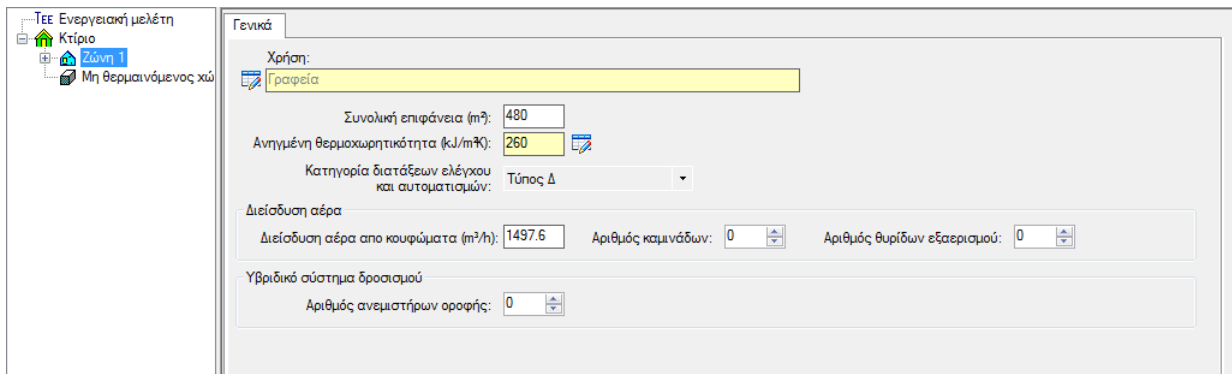 ΤΕΕ Ενεργειακή μελέτη
Κτίριο
Ζώνη 1
Μη θερμαινόμενος χώ
Γενικά
Χρήση:
Γραφεία
Συνολική επιφάνεια (m²): 480
Ανηγμένη θερμοχωρητικότητα (kJ/m²K): 260
Κατηγορία διατάξεων ελέγχου
και αυτοματισμών: Τύπος Δ
Διείσδυση αέρα
Διείσδυση αέρα απο κουφώματα (m³/h): 1497.6 Αριθμός καμινάδων: 0 Αριθμός θυρίδων εξαερισμού: 0
Υβριδικό σύστημα δροσισμού
Αριθμός ανεμιστήρων οροφής: 0